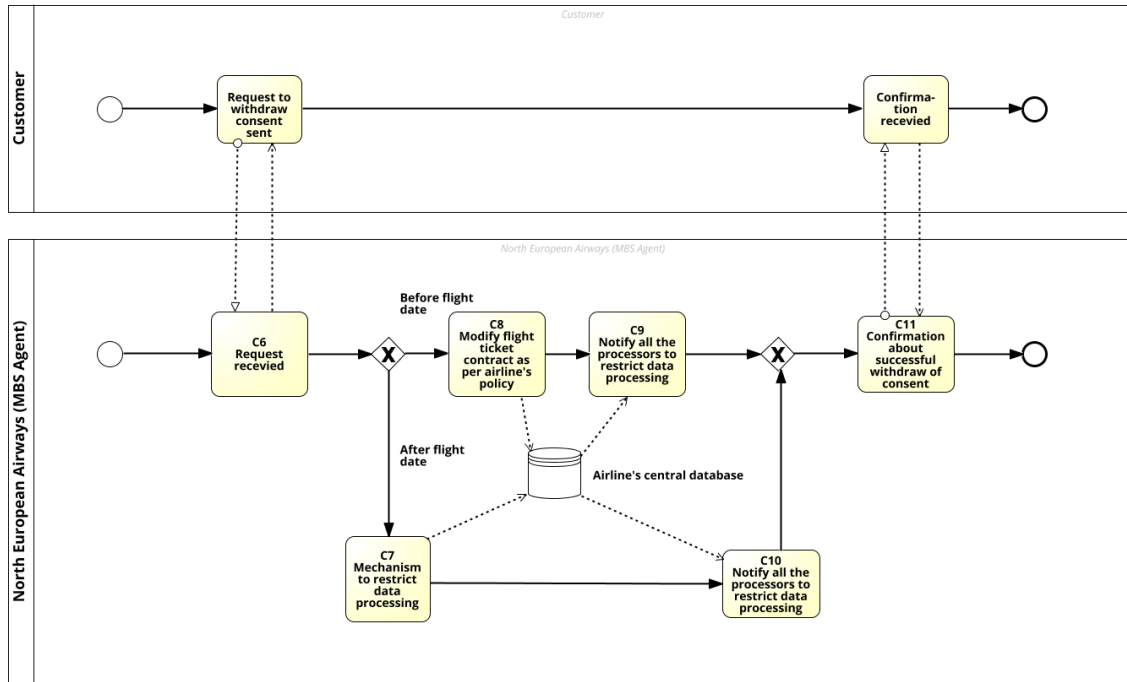 Customer
Customer
Request to
withdraw
consent
sent
Confirma-
tion
recevied
North European Airways (MBS Agent)
North European Airways (MBS Agent)
Before flight
date
C6
Request
recevied
X
C8
Modify flight
ticket
contract as
per airline's
policy
C9
Notify all the
processors to
restrict data
processing
X
C11
Confirmation
about
successful
withdraw of
consent
After flight
date
Airline's central database
C7
Mechanism
to restrict
data
processing
C10
Notify all the
processors to
restrict data
processing